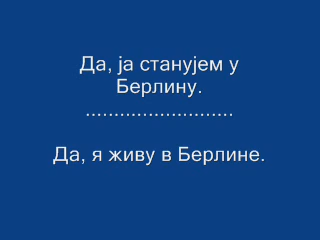 Да, ја станујем у
Берлину.
..........................
Да, я живу в Берлине.